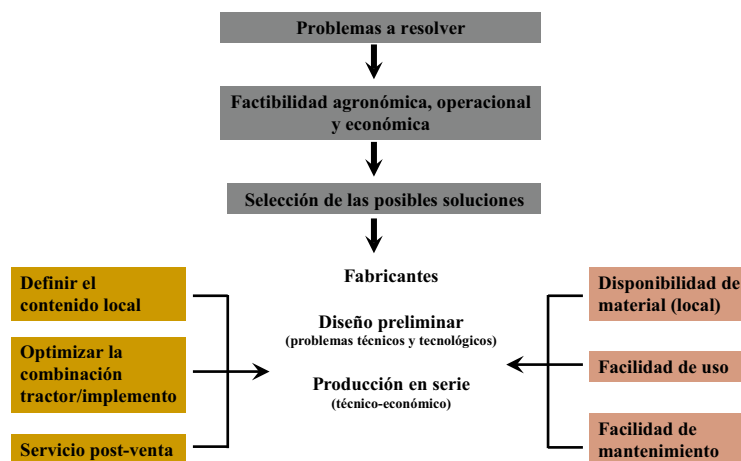 Problemas a resolver
Factibilidad agronómica, operacional
y económica
Selección de las posibles soluciones
Fabricantes
Diseño preliminar
(problemas técnicos y tecnológicos)
Producción en serie
(técnico-económico)
Definir el
contenido local
Optimizar la
combinación
tractor/implemento
Servicio post-venta
Disponibilidad de
material (local)
Facilidad de uso
Facilidad de
mantenimiento